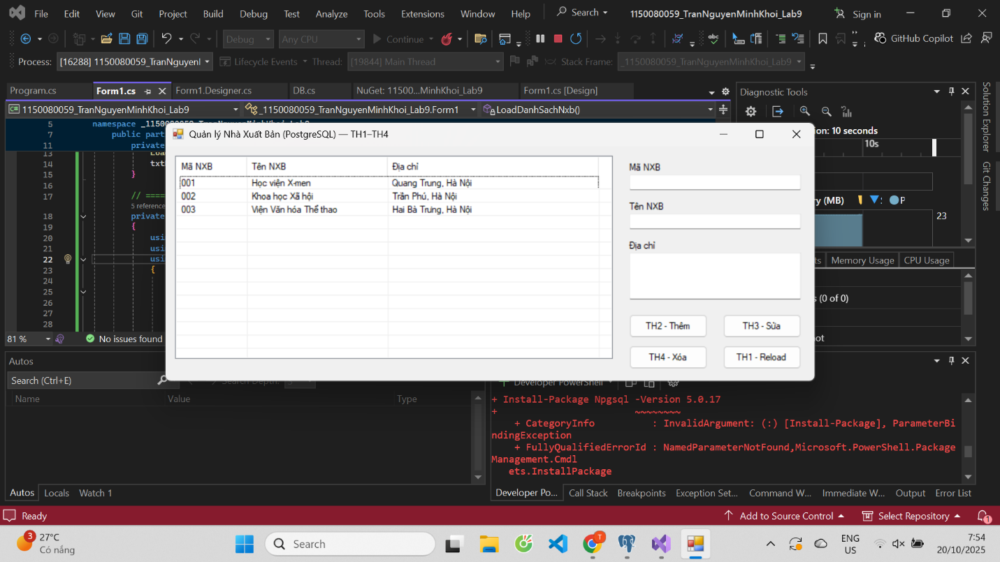 File Edit View Git Project Build Debug Test Analyze Tools Extensions Window Help Search 1150080059_TranNguyenMinhKhoi_Lab9 Sign in
Debug Any CPU Continue abc GitHub Copilot
Process: [16288] 1150080059_TranNguyenl Lifecycle Events Thread: [19844] Main Thread Stack Frame: _1150080059_TranNguyenMinhKhoi_Lab9
Program.cs Form1.cs Form1.Designer.cs DB.cs NuGet: 11500...MinhKhoi_Lab9 Form1.cs [Design]
1150080059_TranNguyenMinhKhoi_Lab9 _1150080059_TranNguyenMinhKhoi_Lab9.Form1 LoadDanhSachNxb()
5 namespace _1150080059_TranNguyenMinhKhoi_Lab9
7 public part
11 private
13 Loa
14 txt
15 }
16
17 // ====
5 reference
18 private
19 {
20 usi
21 usi
22 usi
23 {
24
25
26
27
28
81 % No issues found
Quản lý Nhà Xuất Bản (PostgreSQL) — TH1–TH4
Mã NXB Tên NXB Địa chỉ
001 Học viện X-men Quang Trung, Hà Nội
002 Khoa học Xã hội Trần Phú, Hà Nội
003 Viện Văn hóa Thể thao Hai Bà Trưng, Hà Nội
Mã NXB
Tên NXB
Địa chỉ
TH2 - Thêm TH3 - Sửa
TH4 - Xóa TH1 - Reload
Diagnostic Tools
ion: 10 seconds
10s
ry (MB) P
23
ts Memory Usage CPU Usage
s (0 of 0)
ot
Solution Explorer
Git Changes
Autos
Search (Ctrl+E) Search Depth:
Name Value Type
Autos Locals Watch 1
Developer PowerShell
+ Install-Package Npgsql -Version 5.0.17
+ ~~~~~~~~
+ CategoryInfo : InvalidArgument: (:) [Install-Package], ParameterBi
ndingException
+ FullyQualifiedErrorId : NamedParameterNotFound,Microsoft.PowerShell.Package
Management.Cmdl
ets.InstallPackage
Developer Po... Call Stack Breakpoints Exception Set... Command W... Immediate W... Output Error List
Ready Add to Source Control Select Repository 1
3 27°C
Có nắng
Search
T
ENG
US
7:54
20/10/2025